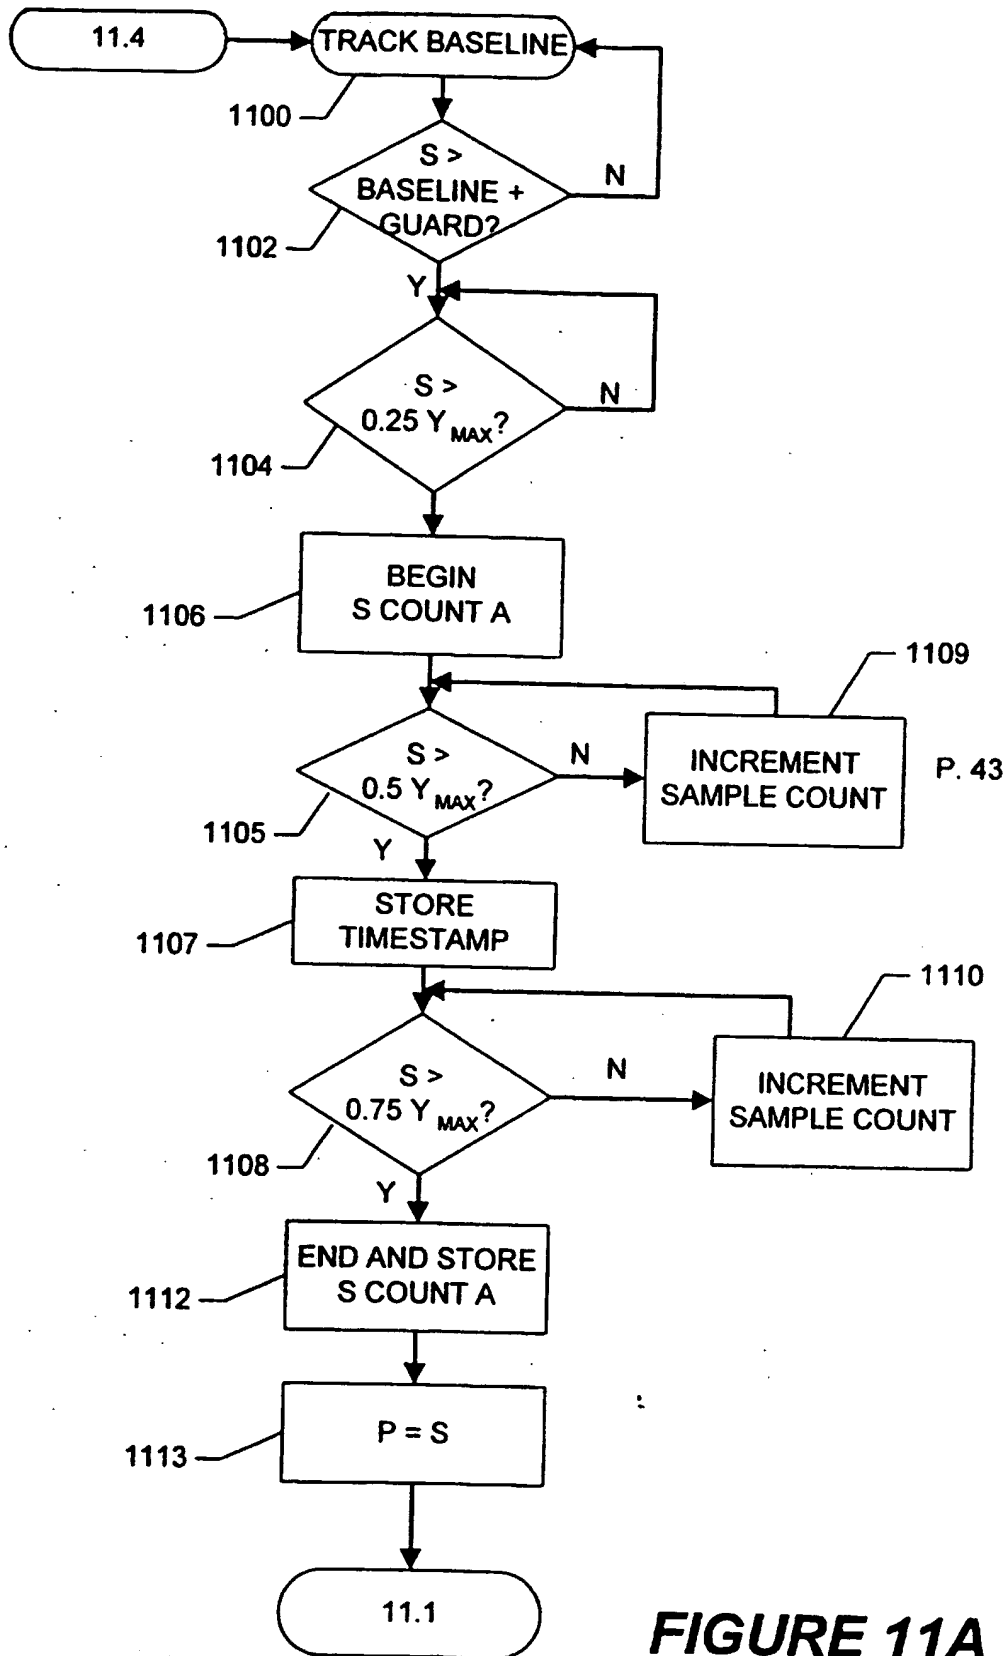 11.4
TRACK BASELINE
1100
S >
BASELINE +
GUARD?
N
1102
Y
S >
0.25 Y MAX?
N
1104
BEGIN
S COUNT A
1106
1109
S >
0.5 Y MAX?
N
INCREMENT
SAMPLE COUNT
P. 43
1105
Y
STORE
TIMESTAMP
1107
1110
S >
0.75 Y MAX?
N
INCREMENT
SAMPLE COUNT
1108
Y
END AND STORE
S COUNT A
1112
P = S
1113
11.1
FIGURE 11A